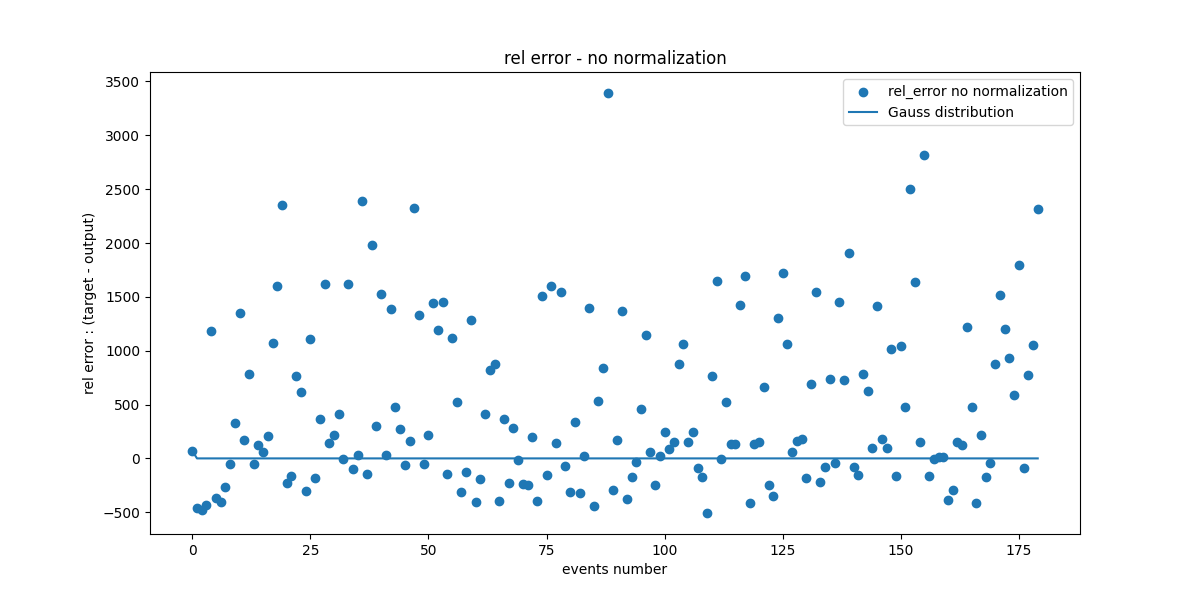 rel error - no normalization
rel_error no normalization
Gauss distribution
rel error : (target - output)
3500
3000
2500
2000
1500
1000
500
0
−500
0 25 50 75 100 125 150 175
events number